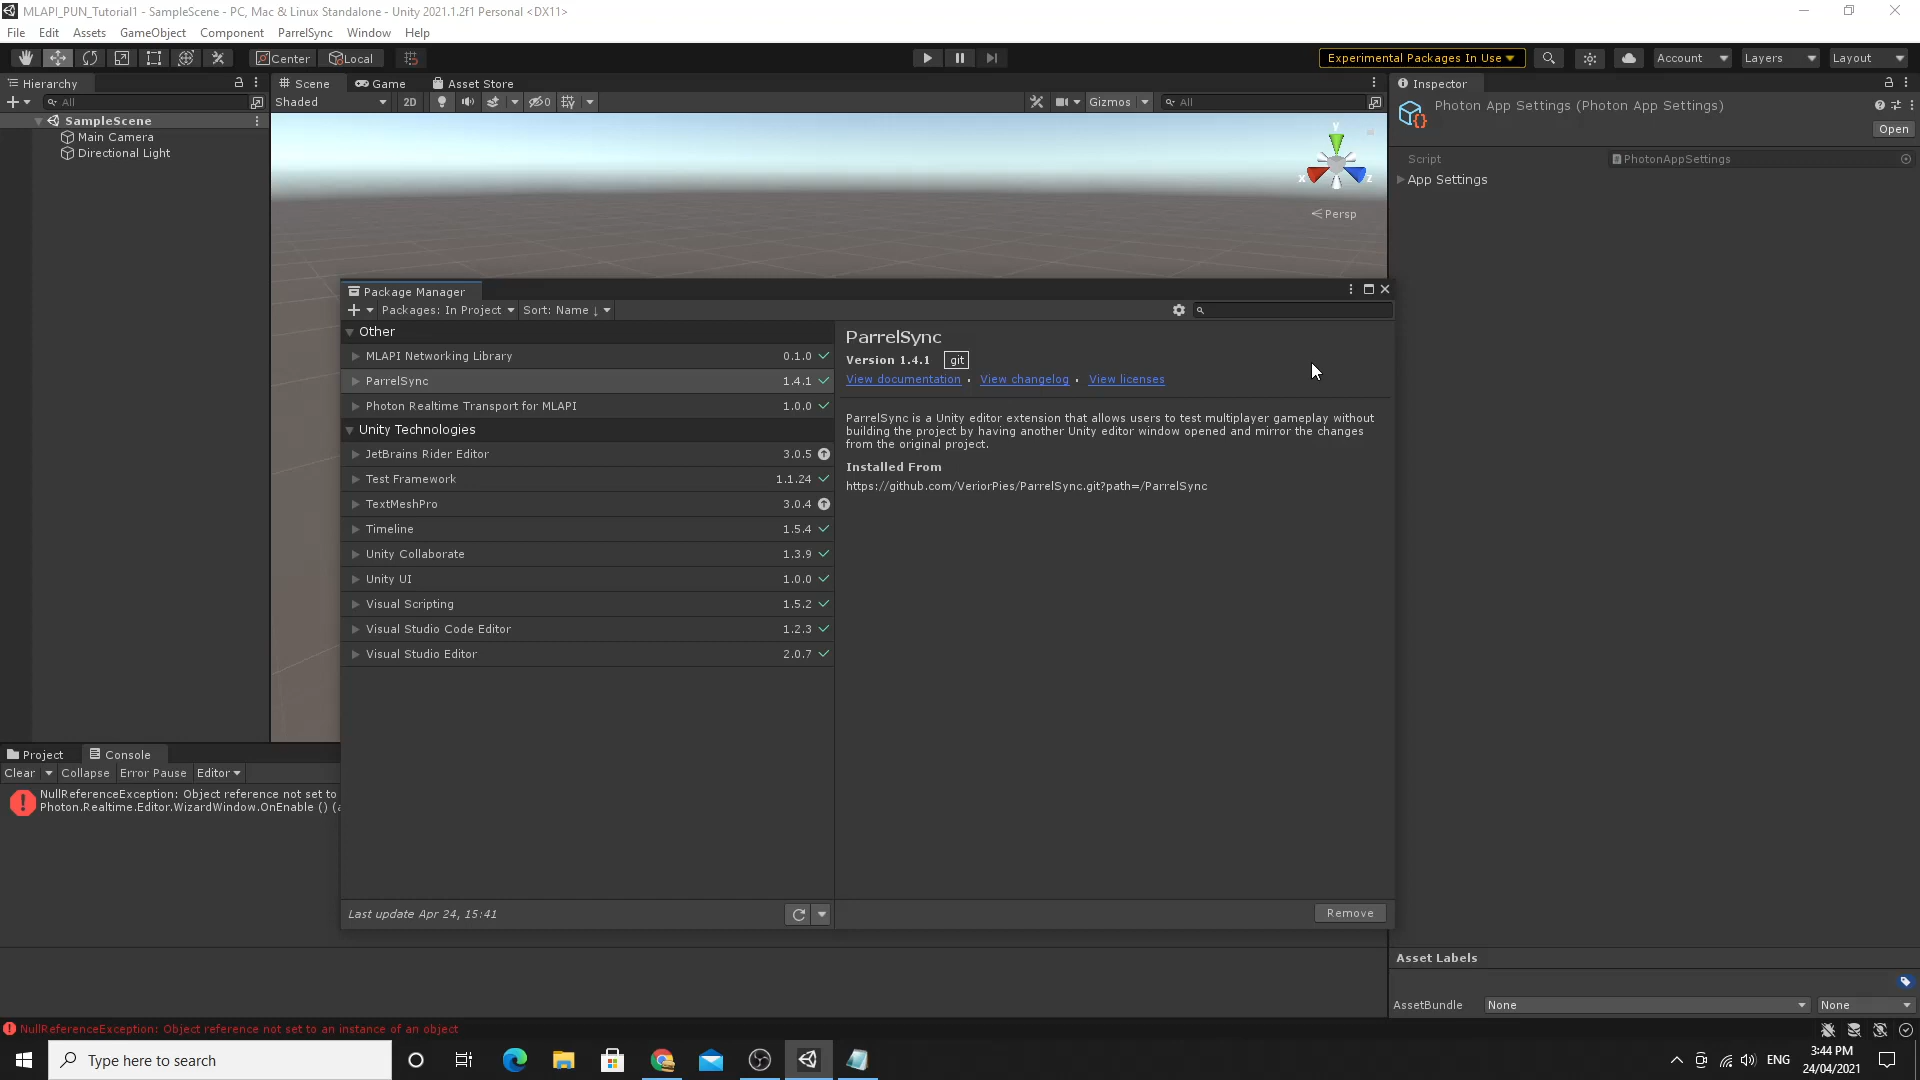 MLAPI_PUN_Tutorial1 - SampleScene - PC, Mac & Linux Standalone - Unity 2021.1.2f1 Personal <DX11>
File Edit Assets GameObject Component ParrelSync Window Help
Center Local Experimental Packages In Use Account Layers Layout
Hierarchy Scene Game Asset Store Inspector
All Shaded 2D 0 Gizmos All
SampleScene
Main Camera
Directional Light
y
x z
Persp
Photon App Settings (Photon App Settings)
Open
Script PhotonAppSettings
App Settings
Package Manager
Packages: In Project Sort: Name ↓
Other
MLAPI Networking Library 0.1.0
ParrelSync 1.4.1
Photon Realtime Transport for MLAPI 1.0.0
Unity Technologies
JetBrains Rider Editor 3.0.5
Test Framework 1.1.24
TextMeshPro 3.0.4
Timeline 1.5.4
Unity Collaborate 1.3.9
Unity UI 1.0.0
Visual Scripting 1.5.2
Visual Studio Code Editor 1.2.3
Visual Studio Editor 2.0.7
Last update Apr 24, 15:41
ParrelSync
Version 1.4.1 git
View documentation • View changelog • View licenses
ParrelSync is a Unity editor extension that allows users to test multiplayer gameplay without
building the project by having another Unity editor window opened and mirror the changes
from the original project.
Installed From
https://github.com/VeriorPies/ParrelSync.git?path=/ParrelSync
Remove
Project Console
Clear Collapse Error Pause Editor
NullReferenceException: Object reference not set to
Photon.Realtime.Editor.WizardWindow.OnEnable () (a
Asset Labels
AssetBundle None None
NullReferenceException: Object reference not set to an instance of an object
Type here to search
ENG
3:44 PM
24/04/2021